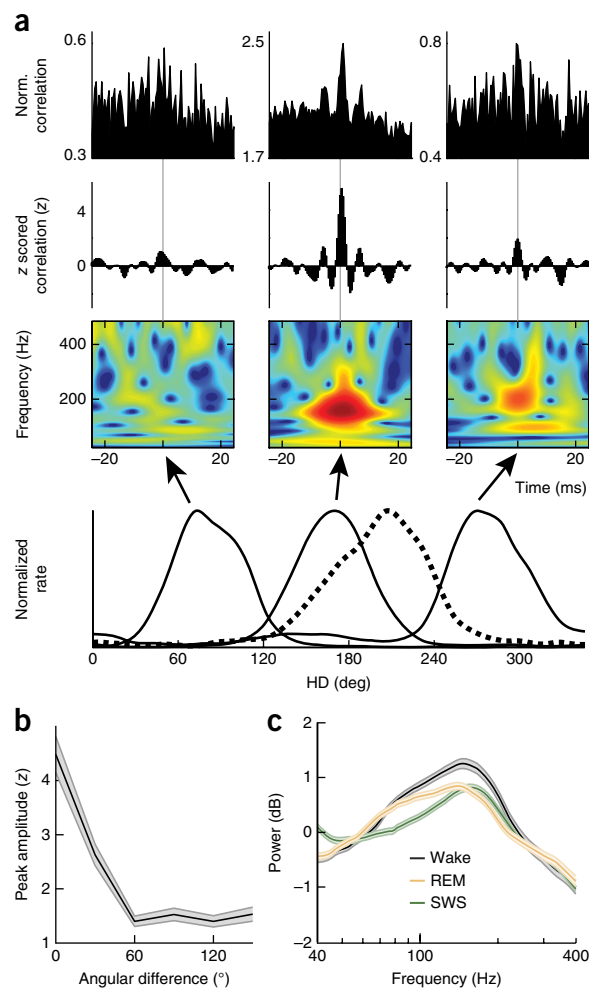 a
0.6
0.3
Norm.
correlation
2.5
1.7
0.8
0.4
4
0
z scored
correlation (z)
400
200
Frequency (Hz)
–20 0 20
–20 0 20
–20 0 20
Time (ms)
Normalized
rate
0 60 120 180 240 300
HD (deg)
b
4
3
2
1
Peak amplitude (z)
0 60 120
Angular difference (°)
c
2
1
0
–1
–2
Power (dB)
Wake
REM
SWS
40 100 400
Frequency (Hz)